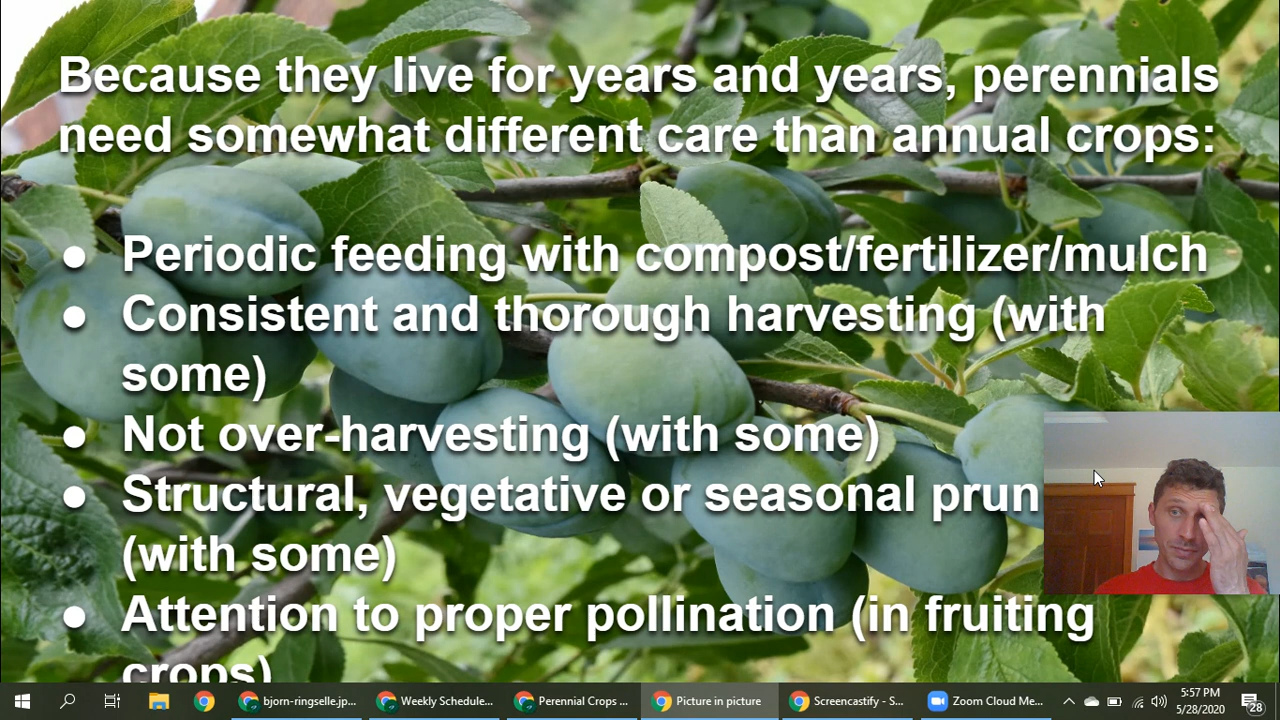 Because they live for years and years, perennials
need somewhat different care than annual crops:
● Periodic feeding with compost/fertilizer/mulch
● Consistent and thorough harvesting (with
some)
● Not over-harvesting (with some)
● Structural, vegetative or seasonal prun
(with some)
● Attention to proper pollination (in fruiting
crops)
bjorn-ringselle.jp...
Weekly Schedule...
Perennial Crops ...
Picture in picture
Screencastify - S...
Zoom Cloud Me...
5:57 PM
5/28/2020
28